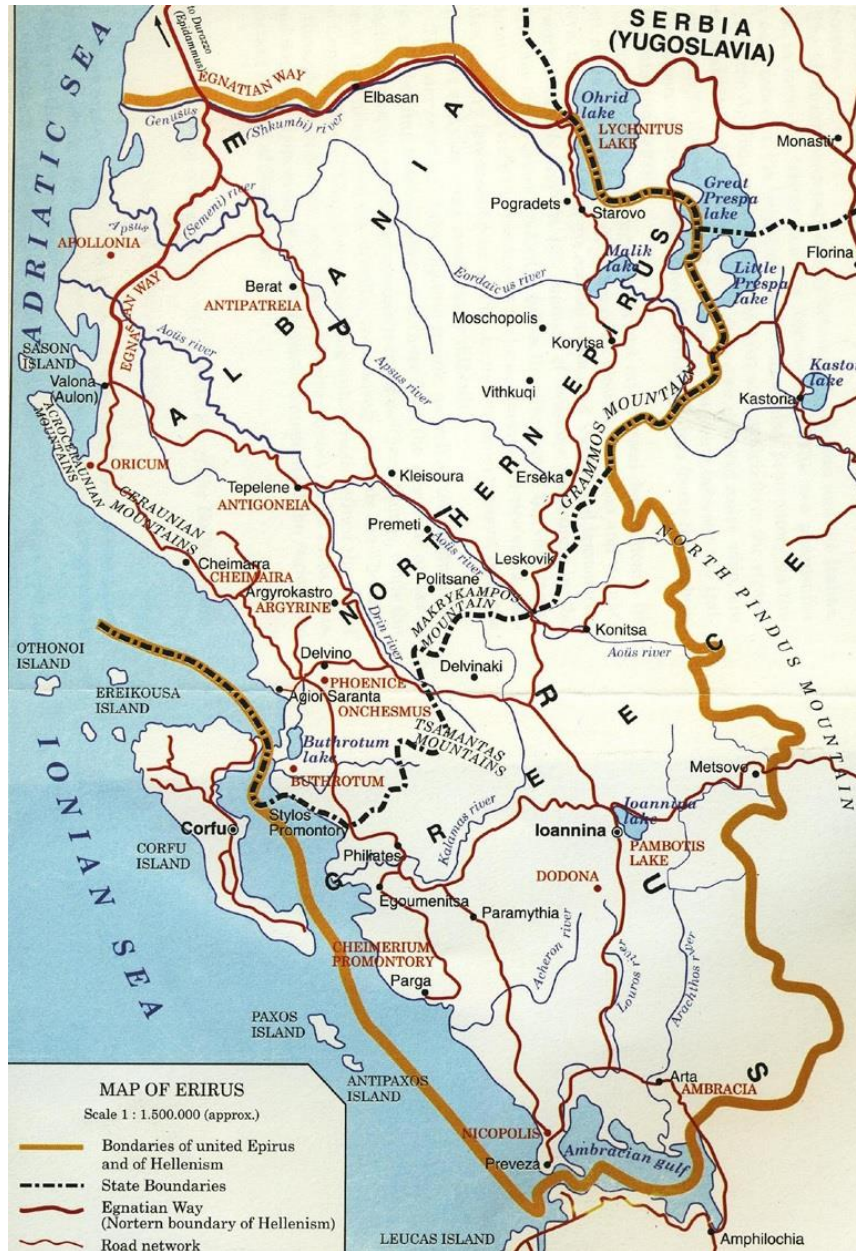 to Durazzo
(Epidamnus)
SERBIA
(YUGOSLAVIA)
ADRIATIC SEA
EGNATIAN WAY
Elbasan
Ohrid
lake
LYCHNITUS
LAKE
Genusus
(Shkumbi) river
Monastir
Great
Prespa
lake
Pogradets
Starovo
(Semeni) river
Apsus
APOLLONIA
Malik
lake
Little
Prespa
lake
Florina
Eordaicus river
Berat
ANTIPATREIA
EGNATIAN WAY
Moschopolis
Korytsa
Aoüs river
SASON
ISLAND
Valona
(Aulon)
Apsus river
Vithkuqi
Kastoria
lake
Kastoria
ALBANIA
EPIRUS
NORTHERN EPIRUS
GRAMMOS MOUNTAIN
ACROCERAUNIAN
MOUNTAINS
ORICUM
Kleisoura
Erseka
CERAUNIAN
MOUNTAINS
Tepelene
ANTIGONEIA
Premeti
Aoüs river
NORTH PINDUS MOUNTAIN
Cheimarra
CHEIMAIRA
Leskovik
Politsane
Argyrokastro
ARGYRINE
MAKRYKAMPOS
MOUNTAIN
Drin river
Konitsa
Aoüs river
OTHONOI
ISLAND
EREIKOUSA
ISLAND
Delvino
Delvinaki
PHOENICE
Agioi Saranta
ONCHESMUS
TSAMANTAS
MOUNTAINS
GREECE
IONIAN SEA
Buthrotum
lake
BUTHROTUM
Metsovo
Stylos
Promontory
Kalamas river
Ioannina
lake
Corfu
Ioannina
PAMBOTIS
LAKE
CORFU
ISLAND
Philiates
DODONA
Egoumenitsa
Paramythia
CHEIMERIUM
PROMONTORY
Acheron river
Louros river
Arachthos river
Parga
PAXOS
ISLAND
ANTIPAXOS
ISLAND
Arta
AMBRACIA
NICOPOLIS
Ambracian gulf
Preveza
LEUCAS ISLAND
Amphilochia
MAP OF ERIRUS
Scale 1 : 1.500.000 (approx.)
Bondaries of united Epirus
and of Hellenism
State Boundaries
Egnatian Way
(Nortern boundary of Hellenism)
Road network